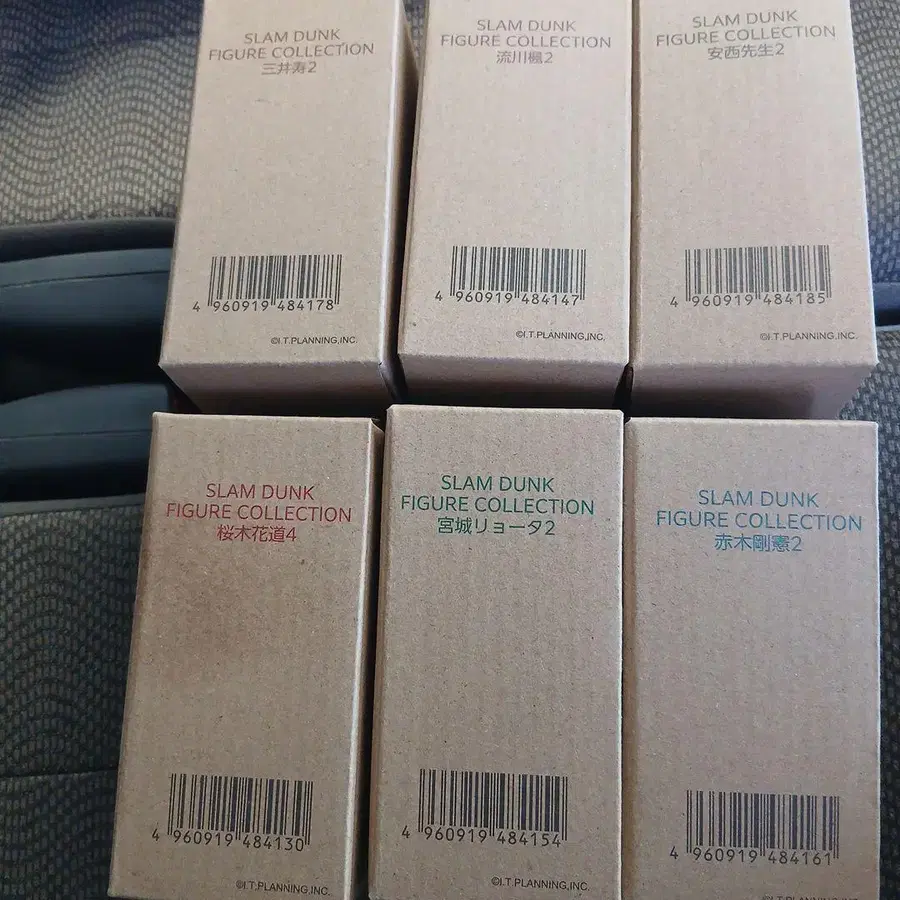 SLAM DUNK
FIGURE COLLECTION
三井寿2
4 960919 484178
©I.T.PLANNING,INC.
SLAM DUNK
FIGURE COLLECTION
流川楓2
4 960919 484147
©I.T.PLANNING,INC.
SLAM DUNK
FIGURE COLLECTION
安西先生2
4 960919 484185
©I.T.PLANNING,INC.
SLAM DUNK
FIGURE COLLECTION
桜木花道4
4 960919 484130
©I.T.PLANNING,INC.
SLAM DUNK
FIGURE COLLECTION
宮城リョータ2
4 960919 484154
©I.T.PLANNING,INC.
SLAM DUNK
FIGURE COLLECTION
赤木剛憲2
4 960919 484161
©I.T.PLANNING,INC.